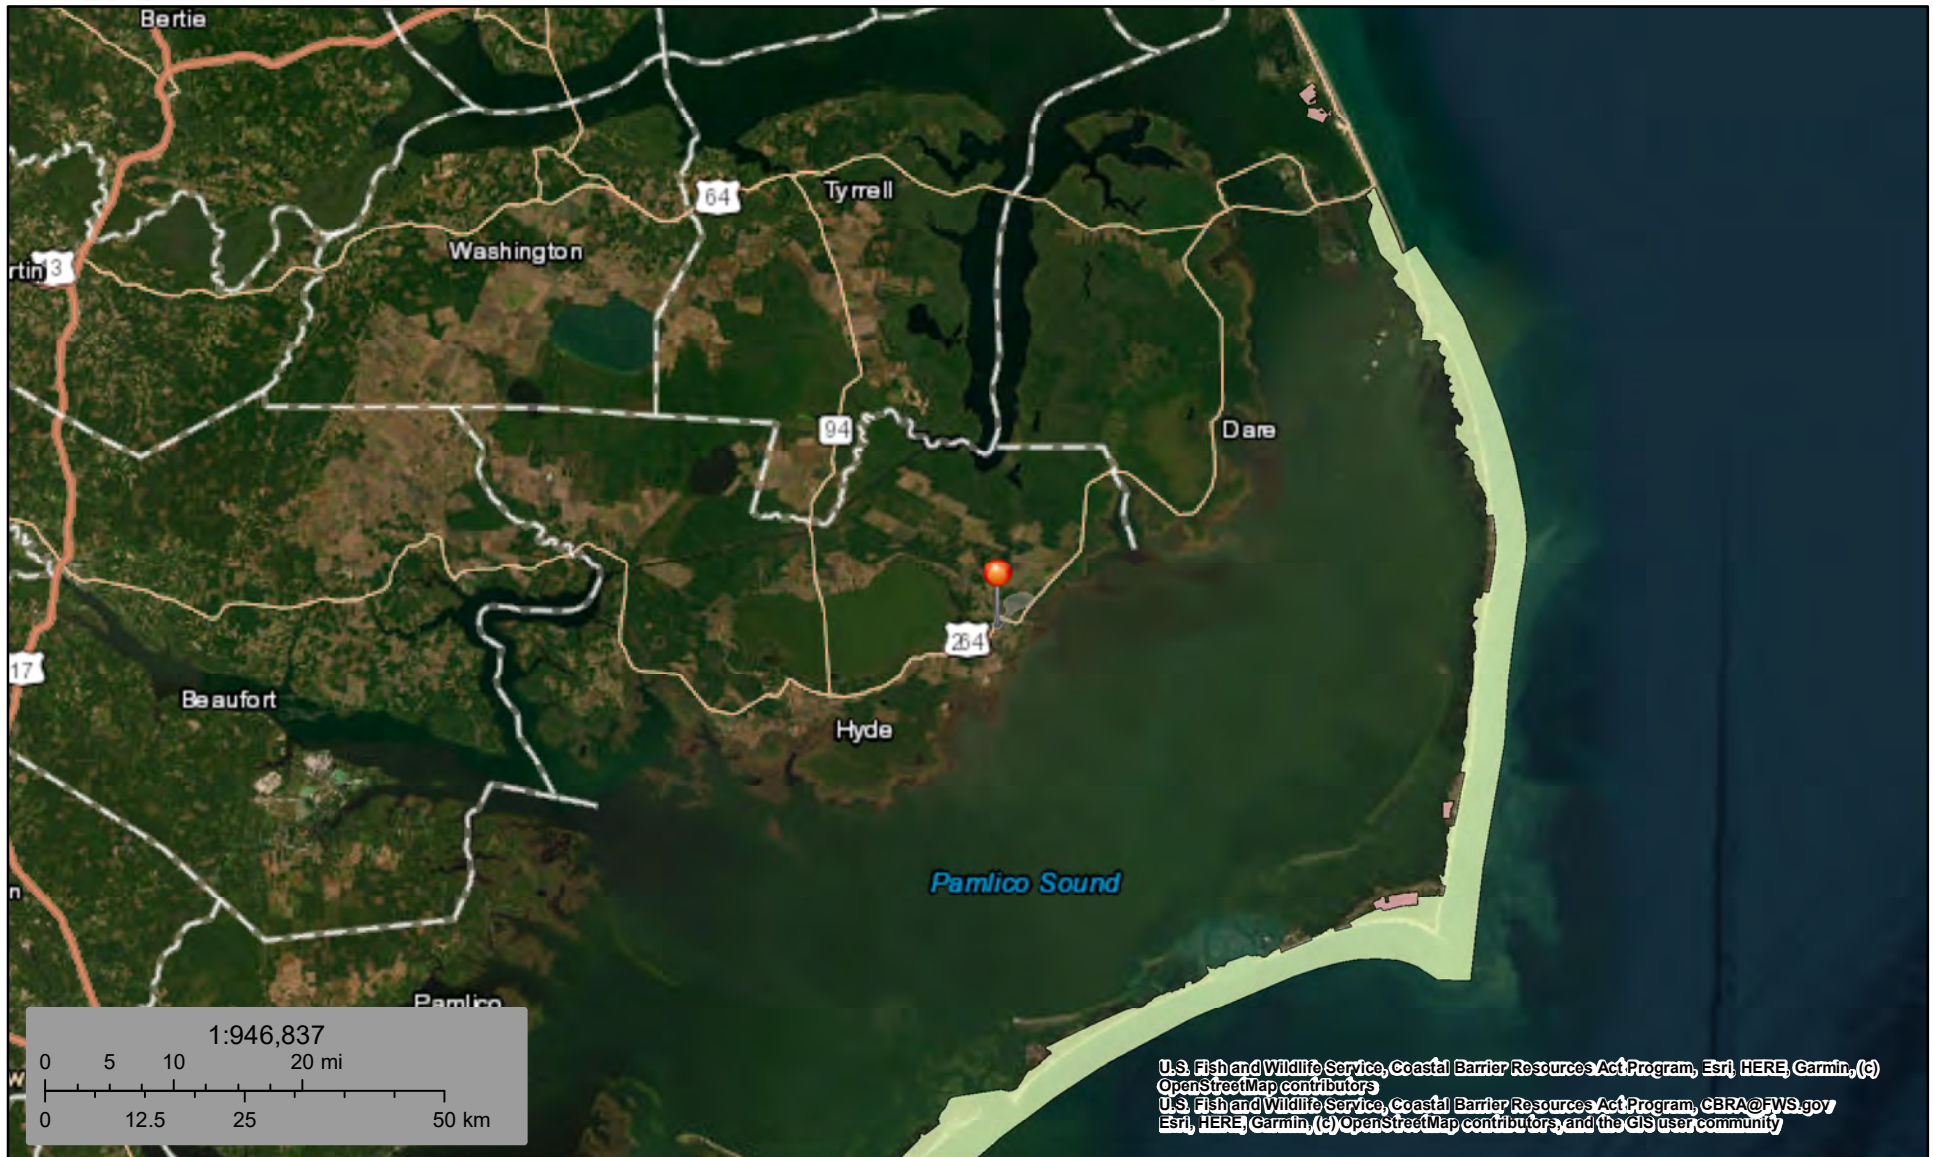 Bertie
64
Tyrrell
Washington
rtin
13
94
Dare
264
17
Beaufort
Hyde
Pamlico Sound
n
Pamlico
1:946,837
0 5 10 20 mi
0 12.5 25 50 km
w
U.S. Fish and Wildlife Service, Coastal Barrier Resources Act Program, Esri, HERE, Garmin, (c)
OpenStreetMap contributors
U.S. Fish and Wildlife Service, Coastal Barrier Resources Act Program, CBRA@FWS.gov
Esri, HERE, Garmin, (c) OpenStreetMap contributors, and the GIS user community